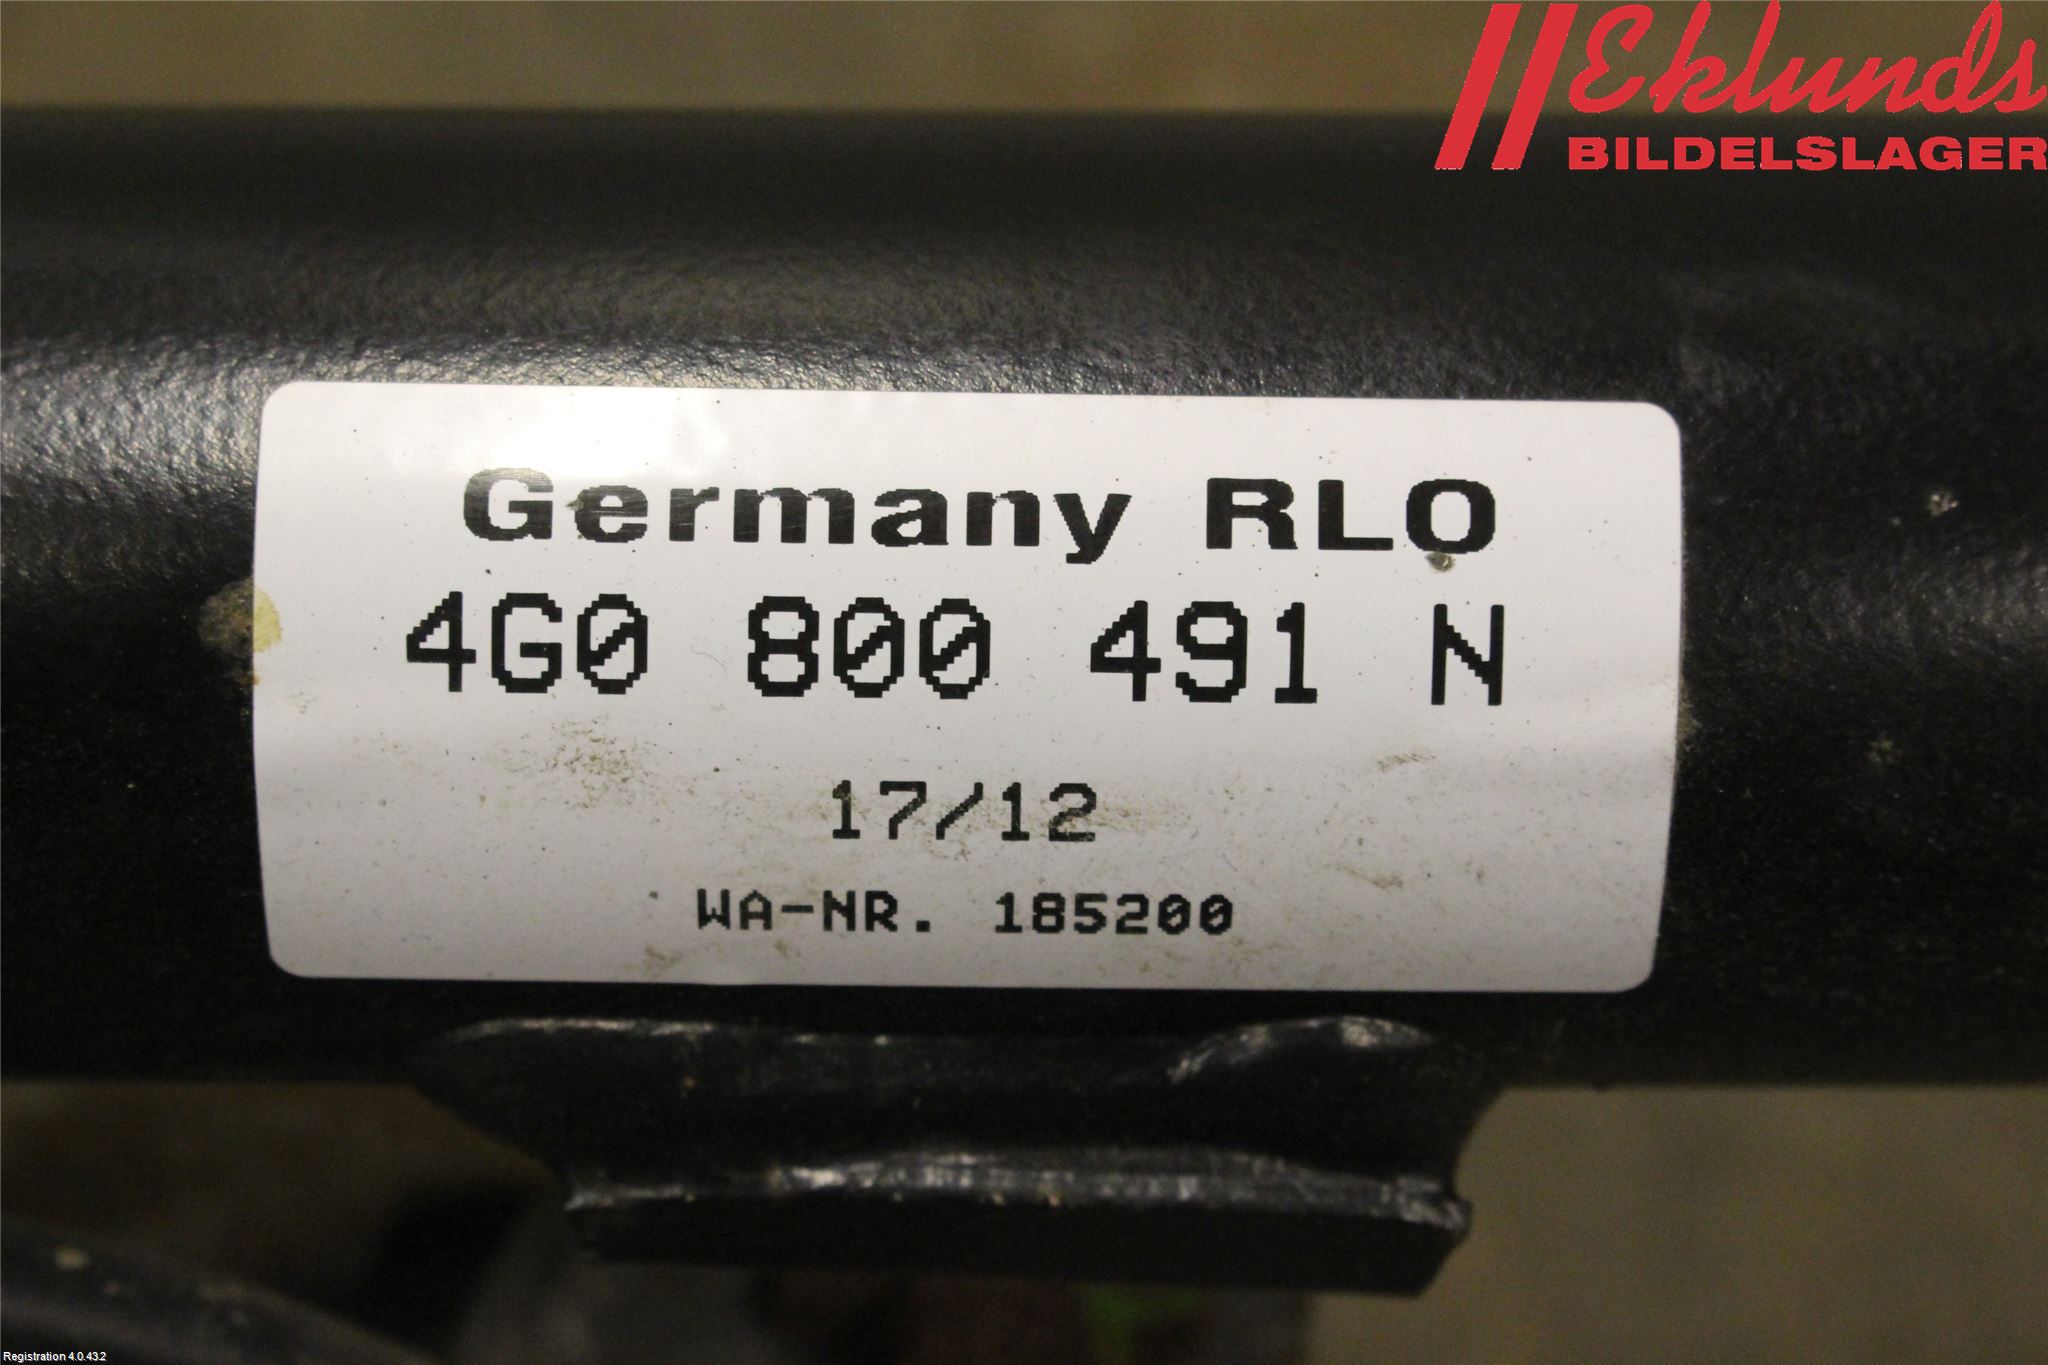 Eklunds
BILDELSLAGER
Germany RLO
4G0 800 491 N
17/12
WA-NR. 185200
Registration 4.0.43.2